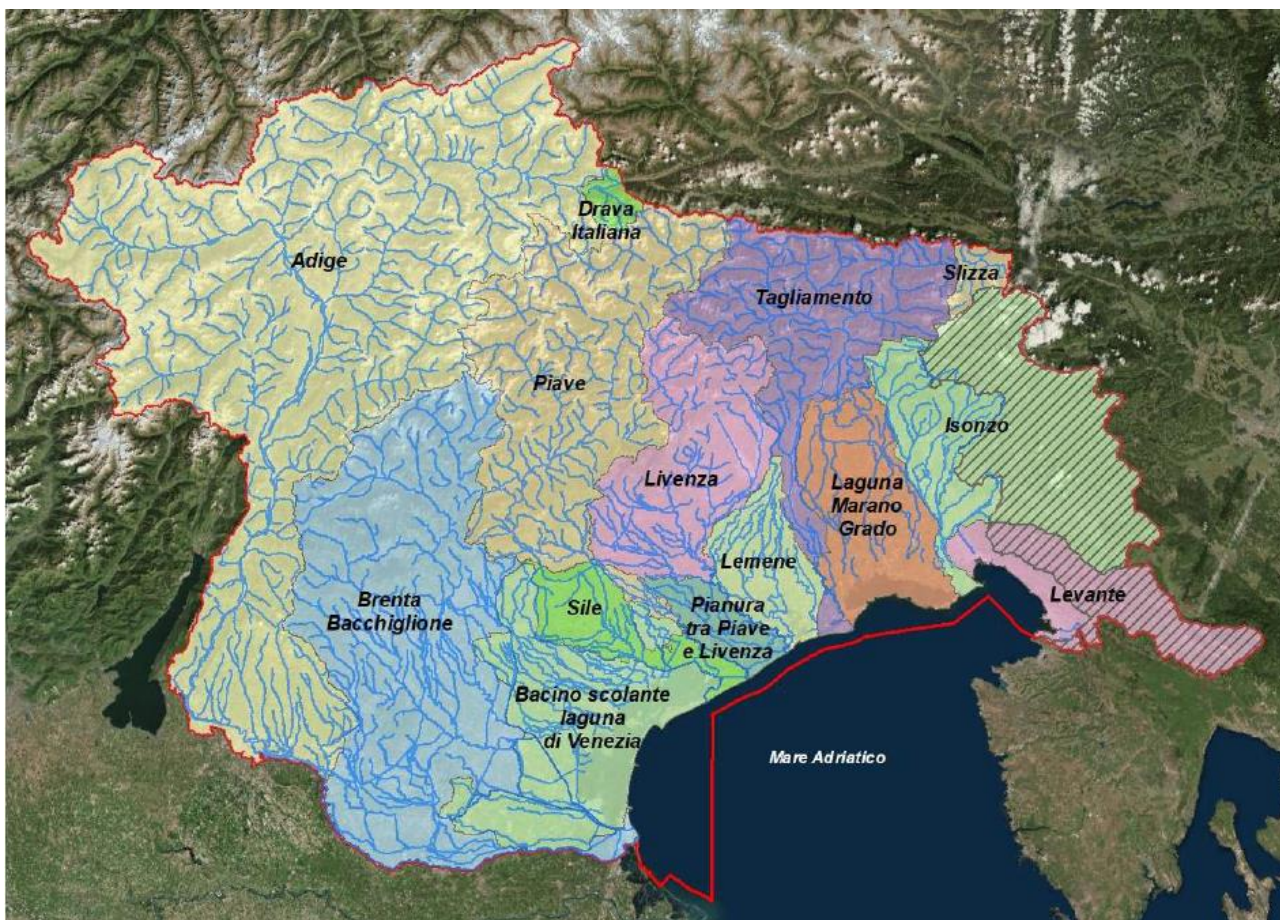 Drava
Italiana
Adige
Slizza
Tagliamento
Piave
Isonzo
Livenza
Laguna
Marano
Grado
Lemene
Brenta
Bacchiglione
Sile
Pianura
tra Piave
e Livenza
Levante
Bacino scolante
laguna
di Venezia
Mare Adriatico